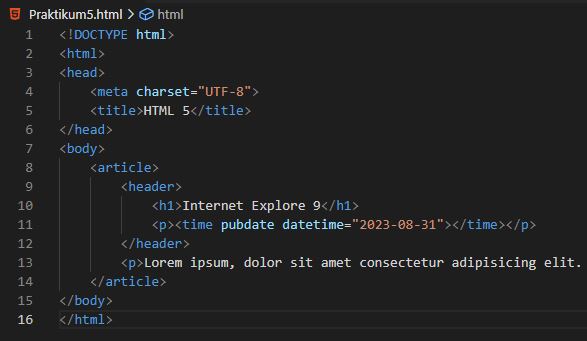 Praktikum5.html > html
1 <!DOCTYPE html>
2 <html>
3 <head>
4 <meta charset="UTF-8">
5 <title>HTML 5</title>
6 </head>
7 <body>
8 <article>
9 <header>
10 <h1>Internet Explore 9</h1>
11 <p><time pubdate datetime="2023-08-31"></time></p>
12 </header>
13 <p>Lorem ipsum, dolor sit amet consectetur adipisicing elit.
14 </article>
15 </body>
16 </html>